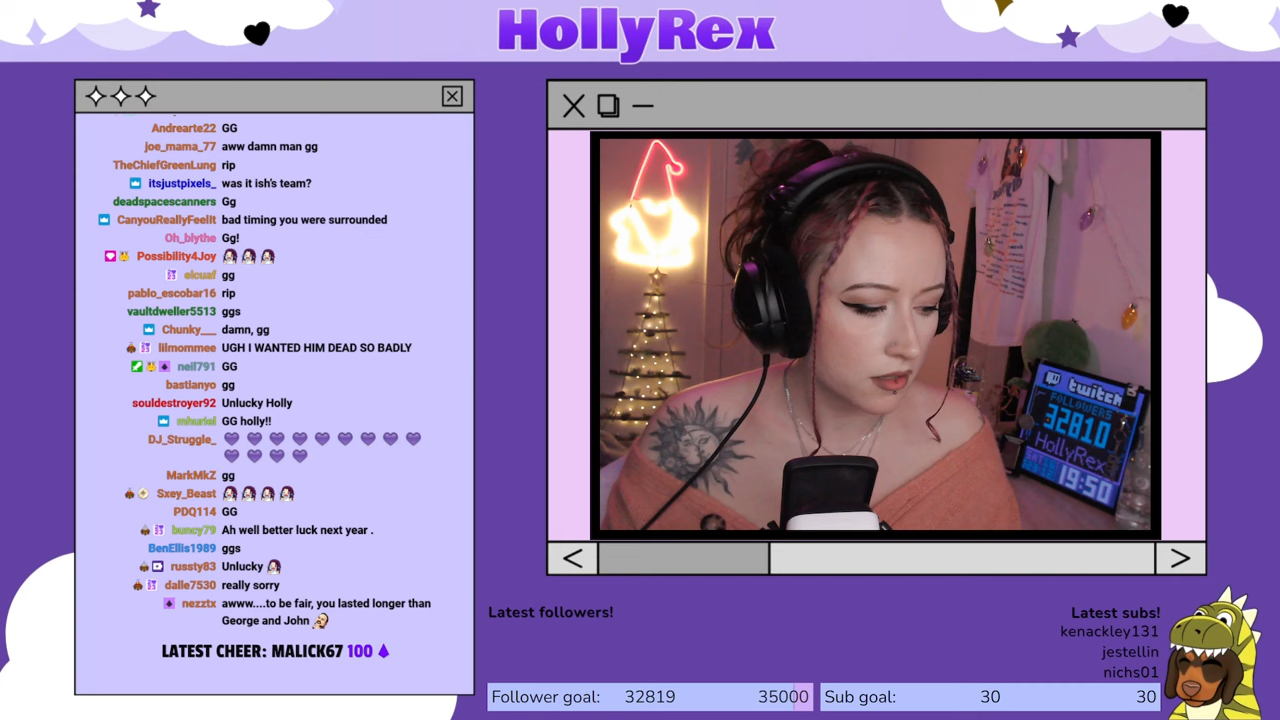 HollyRex
Andrearte22 GG
joe_mama_77 aww damn man gg
TheChiefGreenLung rip
itsjustpixels_ was it ish's team?
deadspacescanners Gg
CanyouReallyFeelIt bad timing you were surrounded
Oh_blythe Gg!
Possibility4Joy
elcuaf gg
pablo_escobar16 rip
vaultdweller5513 ggs
Chunky___ damn, gg
lilmommee UGH I WANTED HIM DEAD SO BADLY
neil791 GG
bastianyo gg
souldestroyer92 Unlucky Holly
mhuriel GG holly!!
DJ_Struggle_
MarkMkZ gg
Sxey_Beast
PDQ114 GG
buncy79 Ah well better luck next year .
BenEllis1989 ggs
russty83 Unlucky
dalle7530 really sorry
nezztx awww....to be fair, you lasted longer than
George and John
LATEST CHEER: MALICK67 100
twitch
FOLLOWERS
32810
HollyRex
19:50
Latest followers!
Latest subs!
kenackley131
jestellin
nichs01
Follower goal: 32819 35000
Sub goal: 30 30